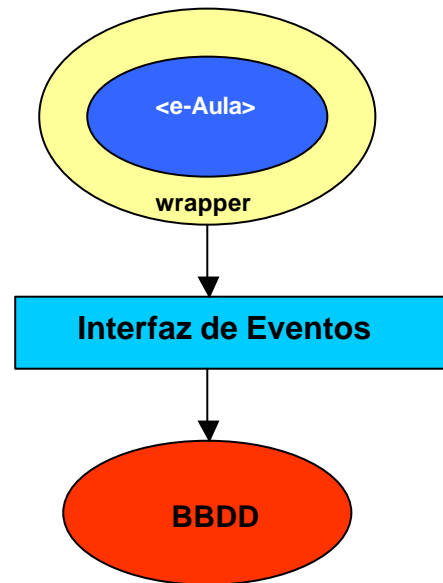 <e-Aula>
wrapper
Interfaz de Eventos
BBDD